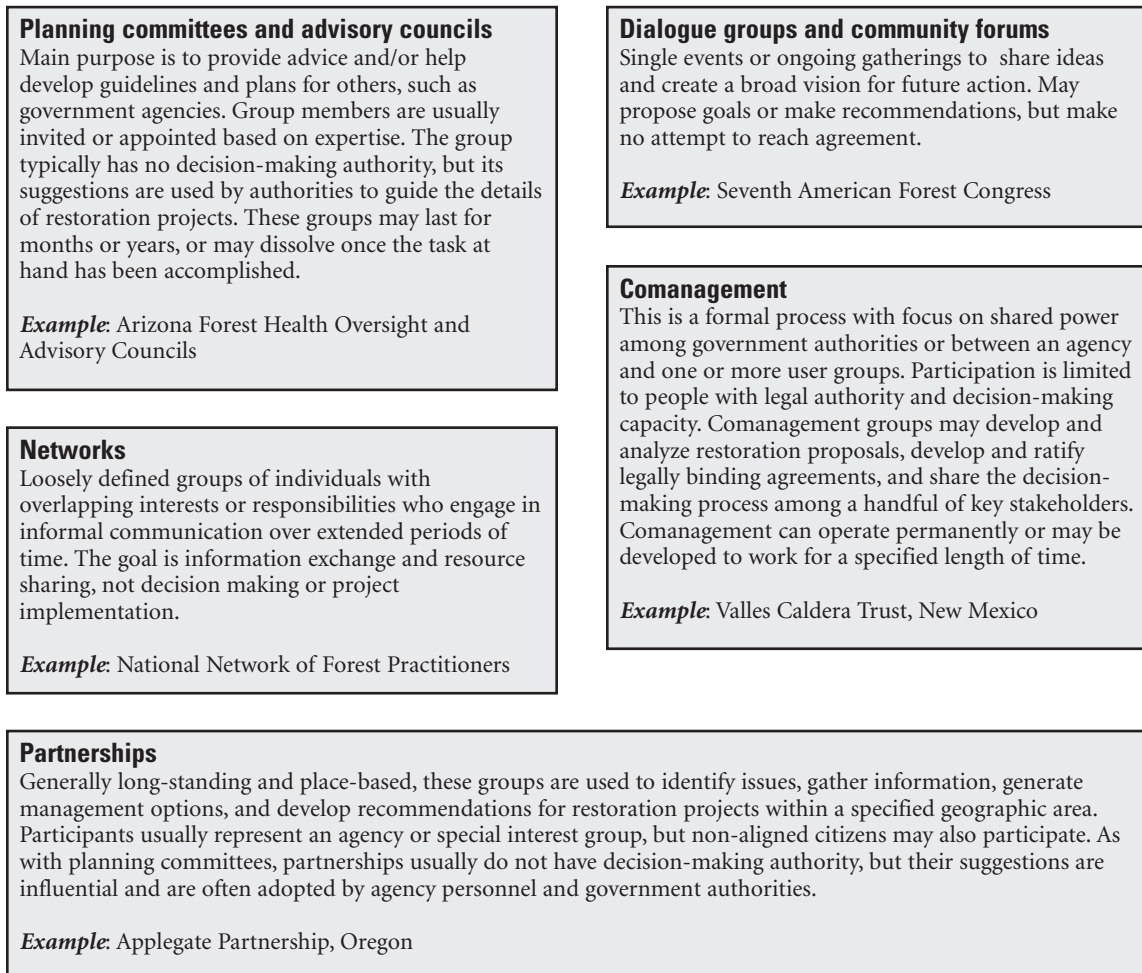 Planning committees and advisory councils
Main purpose is to provide advice and/or help
develop guidelines and plans for others, such as
government agencies. Group members are usually
invited or appointed based on expertise. The group
typically has no decision-making authority, but its
suggestions are used by authorities to guide the details
of restoration projects. These groups may last for
months or years, or may dissolve once the task at
hand has been accomplished.
Example: Arizona Forest Health Oversight and
Advisory Councils
Networks
Loosely defined groups of individuals with
overlapping interests or responsibilities who engage in
informal communication over extended periods of
time. The goal is information exchange and resource
sharing, not decision making or project
implementation.
Example: National Network of Forest Practitioners
Dialogue groups and community forums
Single events or ongoing gatherings to share ideas
and create a broad vision for future action. May
propose goals or make recommendations, but make
no attempt to reach agreement.
Example: Seventh American Forest Congress
Comanagement
This is a formal process with focus on shared power
among government authorities or between an agency
and one or more user groups. Participation is limited
to people with legal authority and decision-making
capacity. Comanagement groups may develop and
analyze restoration proposals, develop and ratify
legally binding agreements, and share the decision-
making process among a handful of key stakeholders.
Comanagement can operate permanently or may be
developed to work for a specified length of time.
Example: Valles Caldera Trust, New Mexico
Partnerships
Generally long-standing and place-based, these groups are used to identify issues, gather information, generate
management options, and develop recommendations for restoration projects within a specified geographic area.
Participants usually represent an agency or special interest group, but non-aligned citizens may also participate. As
with planning committees, partnerships usually do not have decision-making authority, but their suggestions are
influential and are often adopted by agency personnel and government authorities.
Example: Applegate Partnership, Oregon